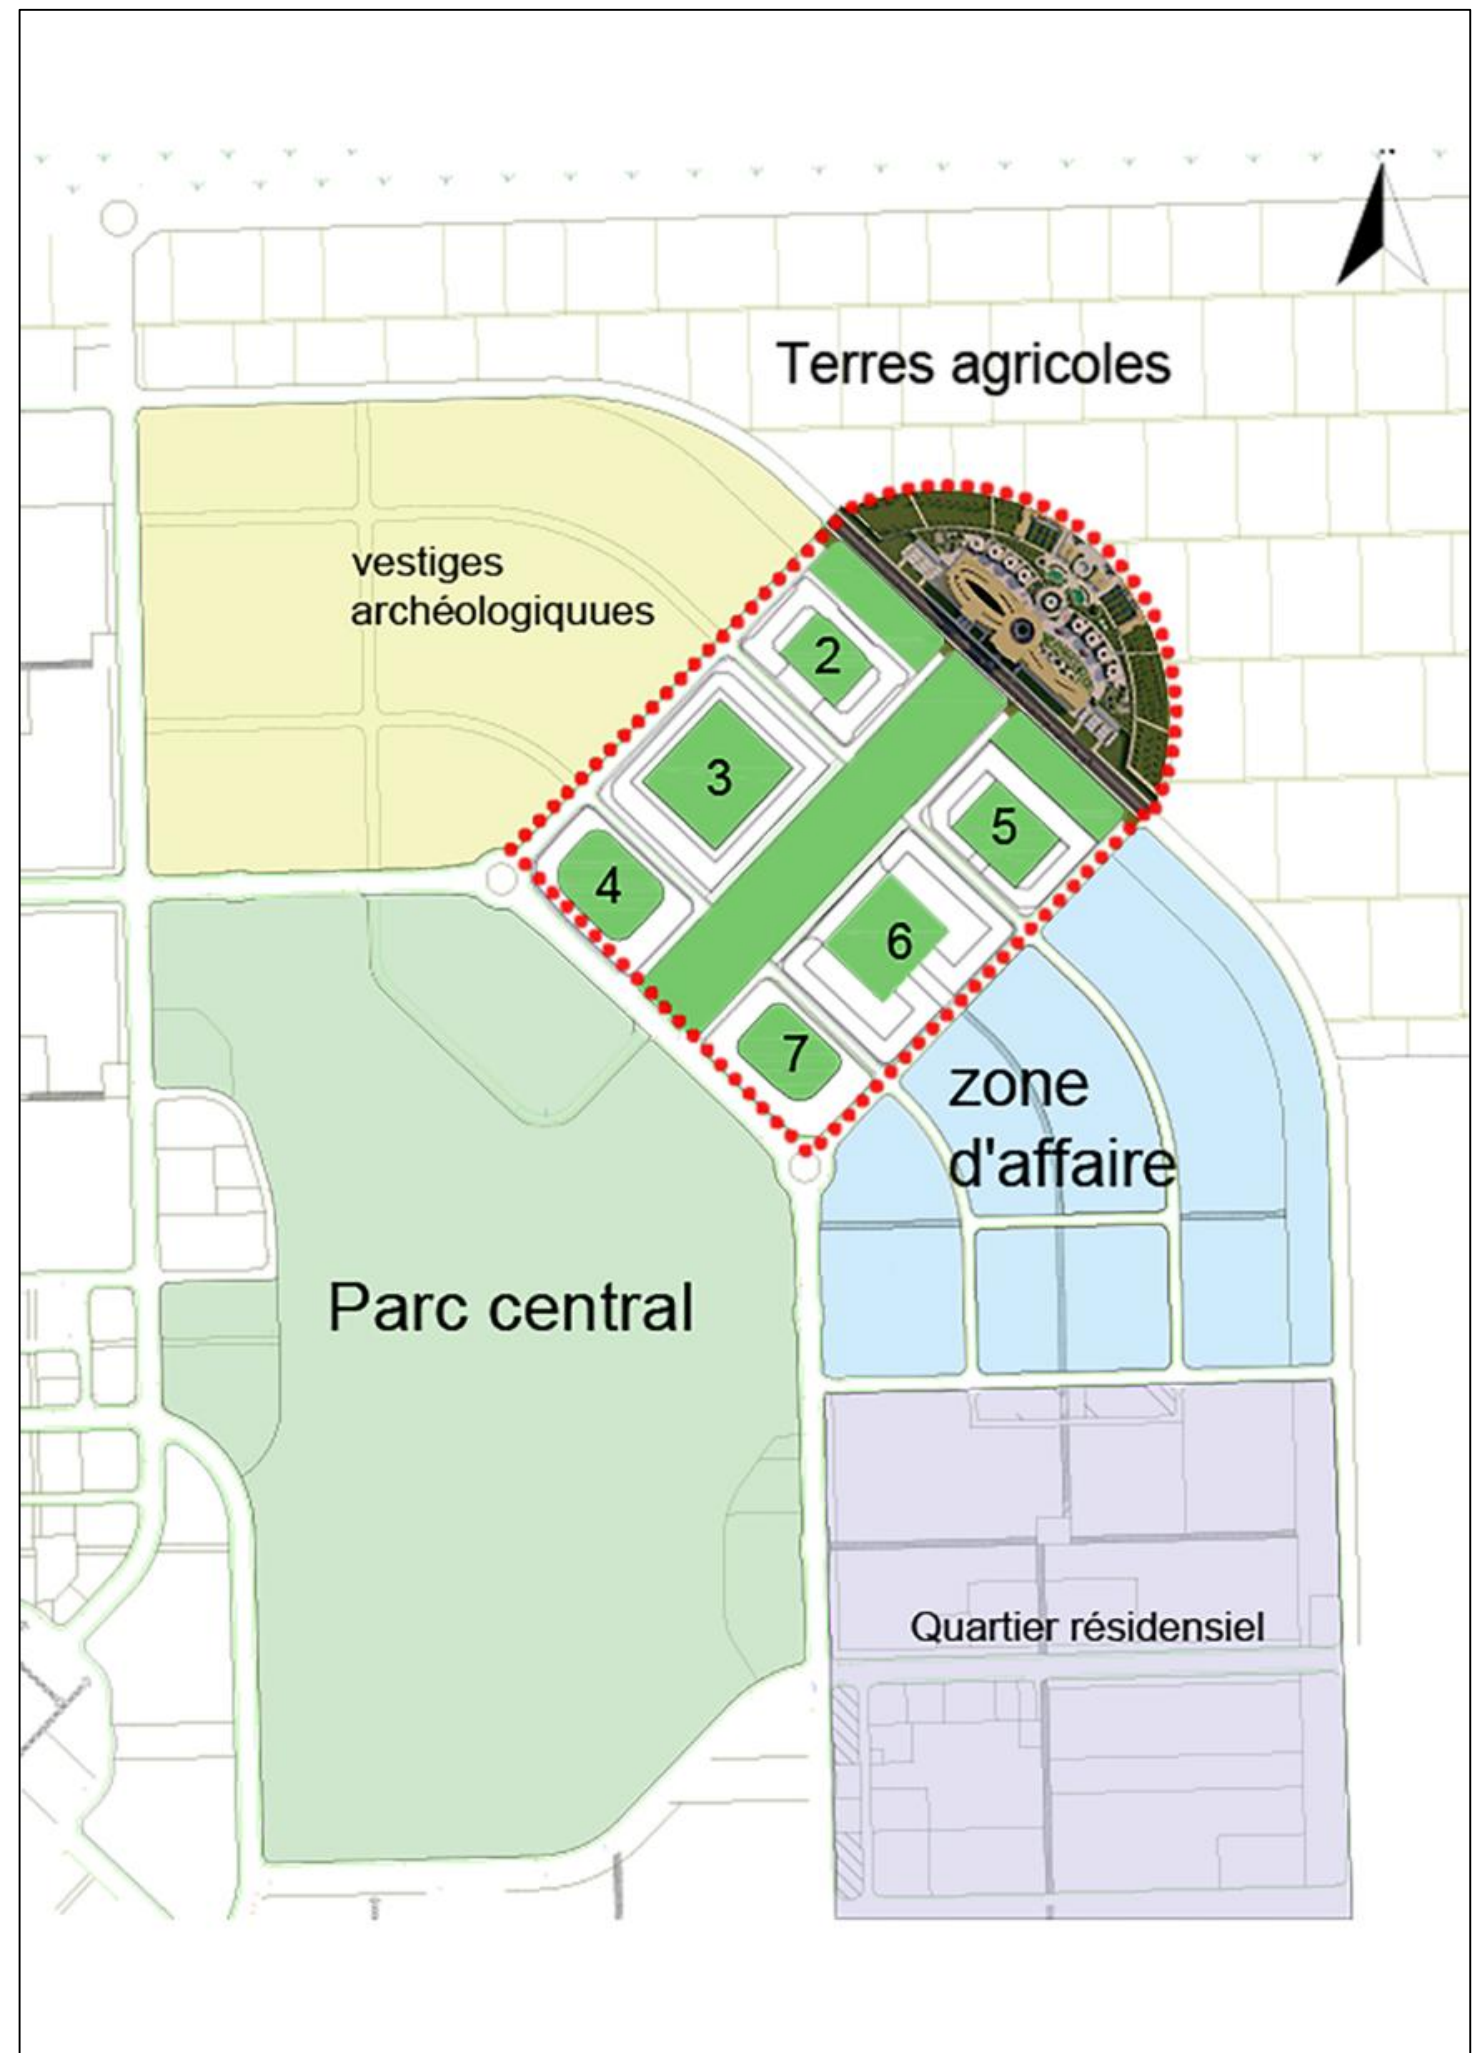 Terres agricoles
vestiges
archéologiquues
2
3
4
5
6
7
zone
d'affaire
Parc central
Quartier résidensiel